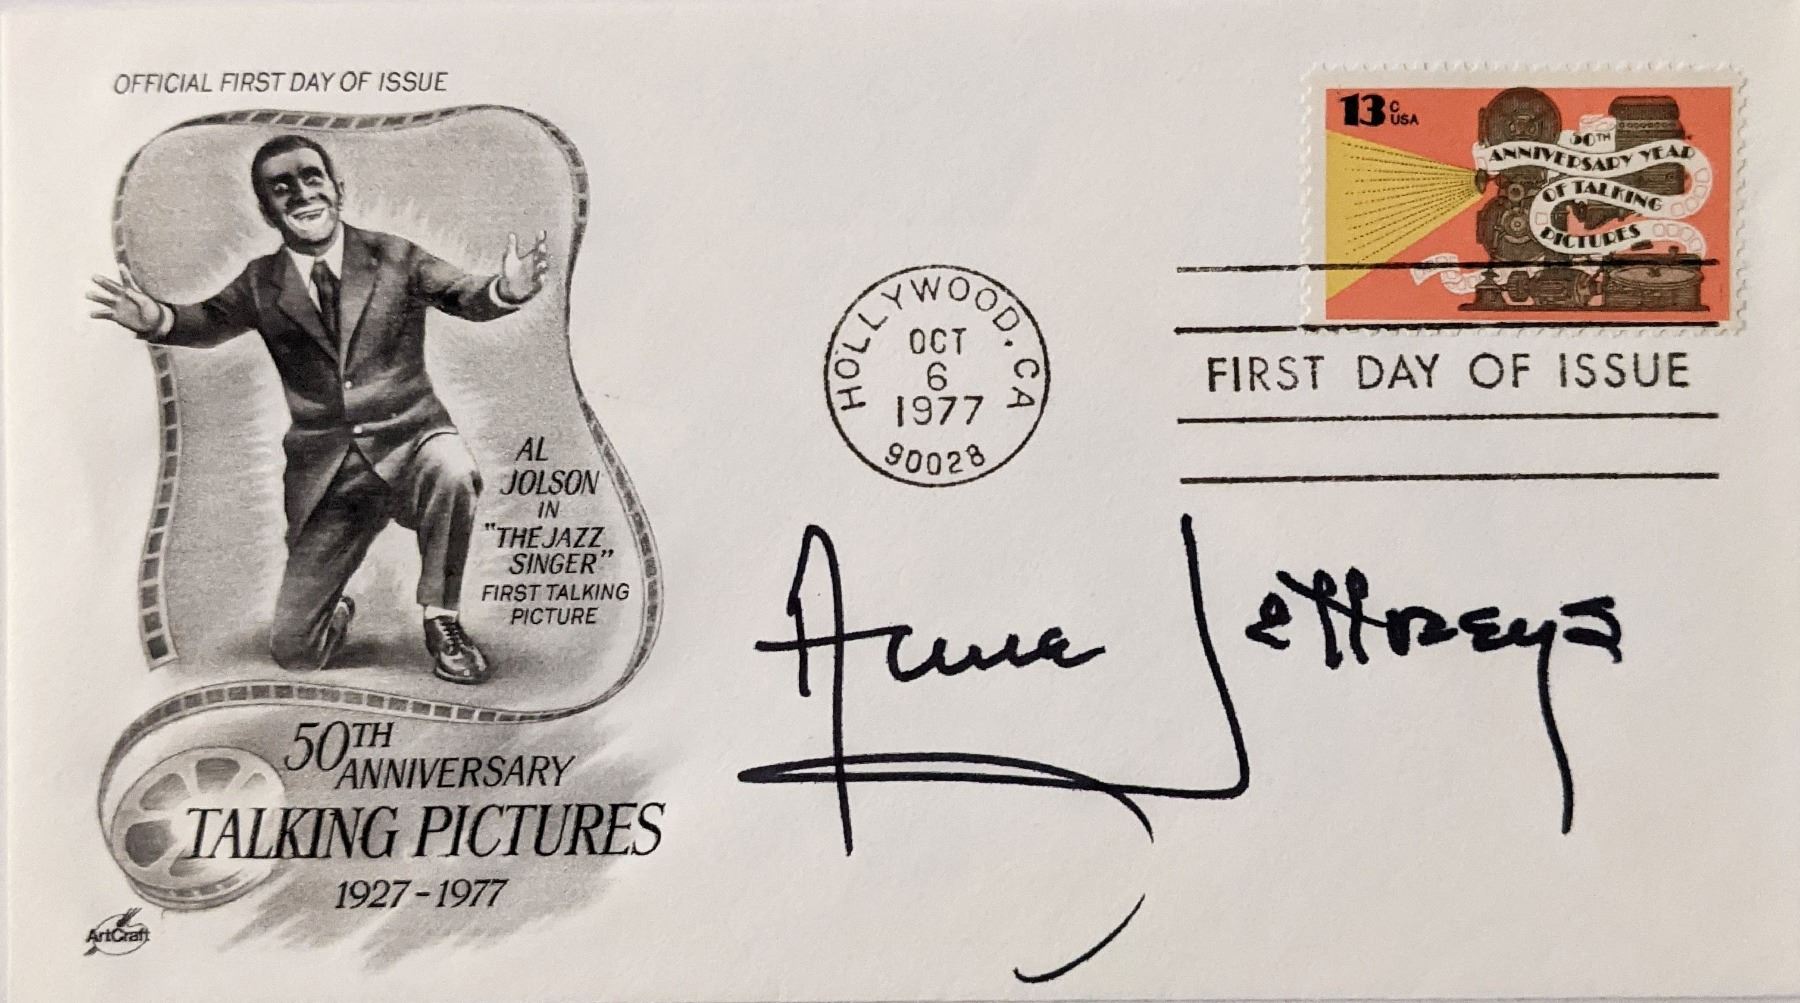 OFFICIAL FIRST DAY OF ISSUE
AL
JOLSON
IN
"THE JAZZ
SINGER"
FIRST TALKING
PICTURE
50TH
ANNIVERSARY
TALKING PICTURES
1927-1977
ArtCraft
HOLLYWOOD, CA
OCT
6
1977
90028
13c
USA
50TH
ANNIVERSARY YEAR
OF TALKING
PICTURES
FIRST DAY OF ISSUE
Anne Jeffreys